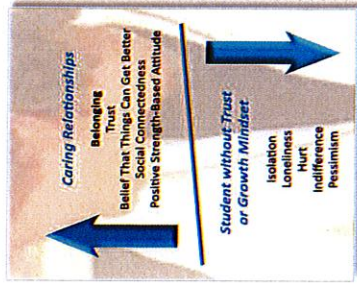 Caring Relationships
Belonging
Trust
Belief That Things Can Get Better
Social Connectedness
Positive Strength-Based Attitude
Student without Trust
or Growth Mindset
Isolation
Loneliness
Hurt
Indifference
Pessimism